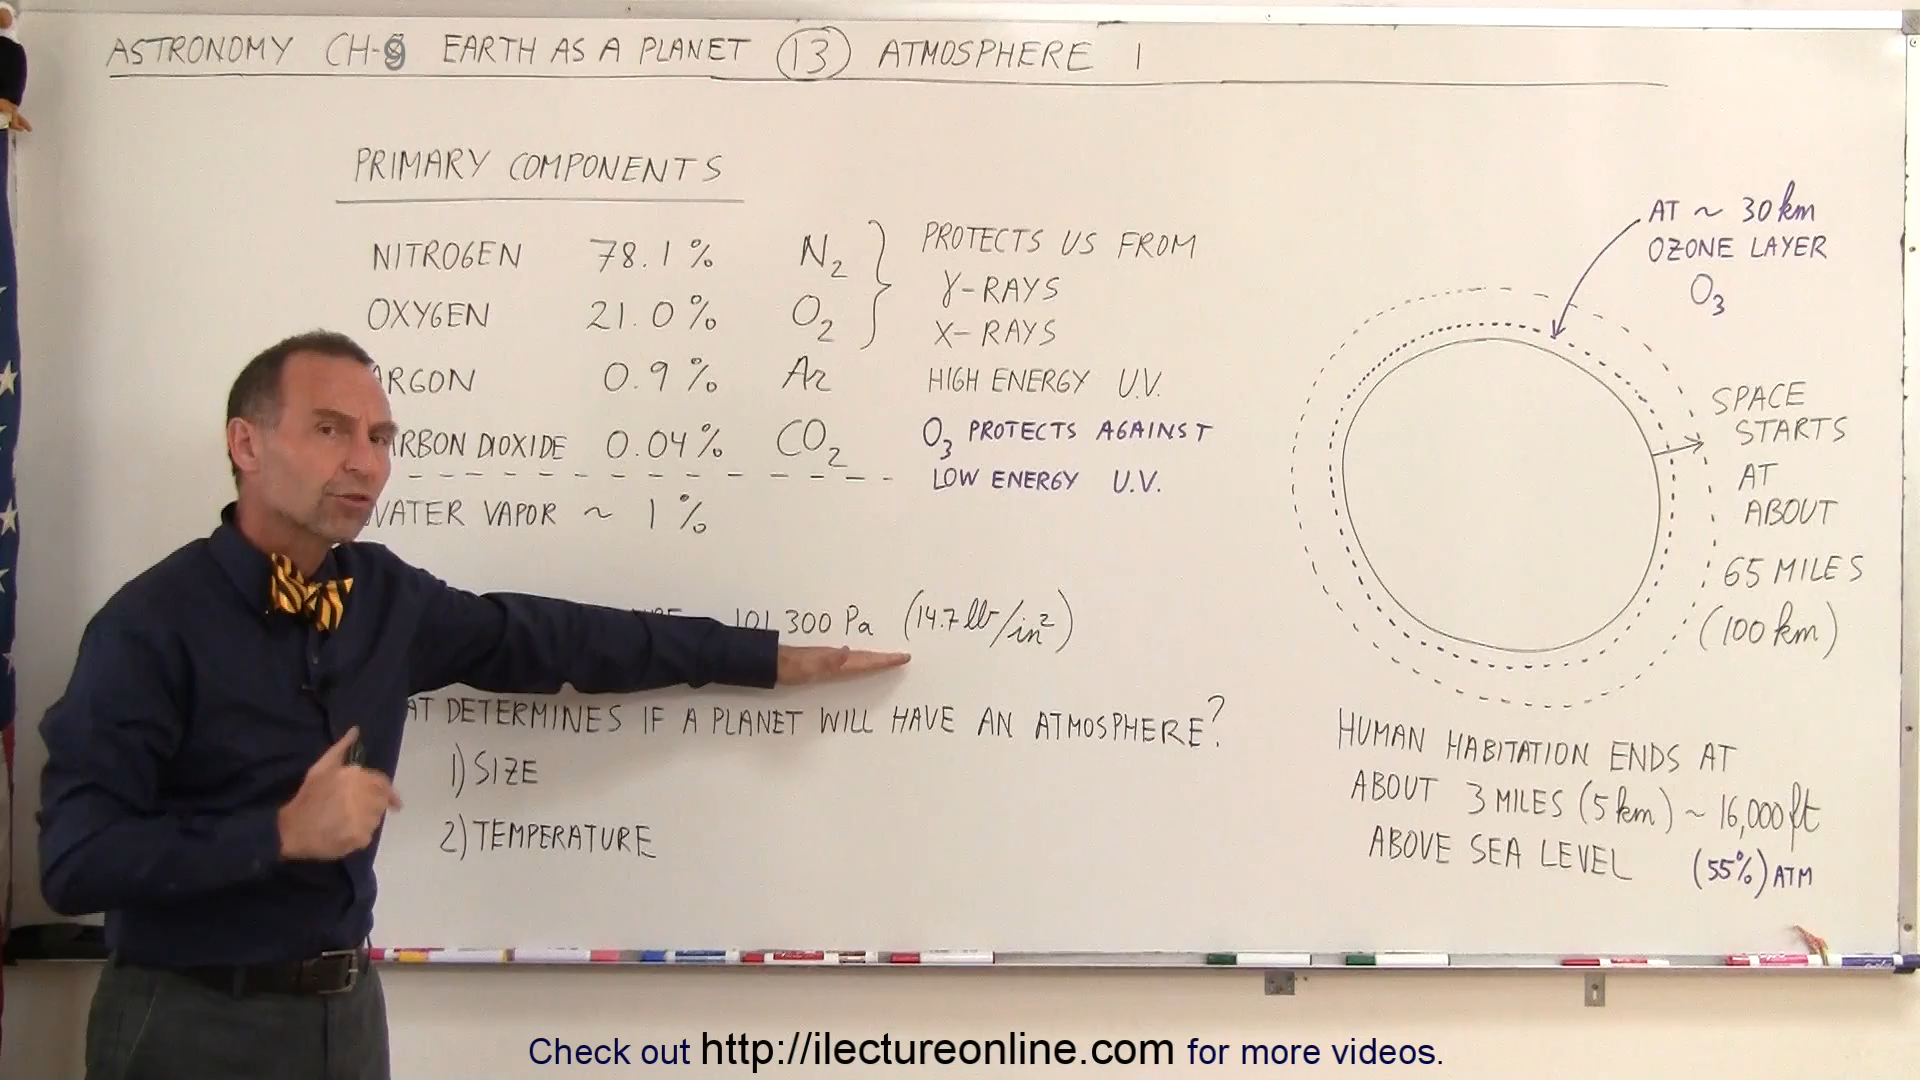 ASTRONOMY CH-9 EARTH AS A PLANET 13 ATMOSPHERE 1
PRIMARY COMPONENTS
NITROGEN 78.1% N2
OXYGEN 21.0% O2
ARGON 0.9% Ar
CARBON DIOXIDE 0.04% CO2
WATER VAPOR ~ 1%
PROTECTS US FROM
γ-RAYS
X-RAYS
HIGH ENERGY U.V.
O3 PROTECTS AGAINST
LOW ENERGY U.V.
101,300 Pa (14.7 lb/in²)
DETERMINES IF A PLANET WILL HAVE AN ATMOSPHERE?
1) SIZE
2) TEMPERATURE
AT ~ 30 km
OZONE LAYER
O3
SPACE
STARTS
AT
ABOUT
65 MILES
(100 km)
HUMAN HABITATION ENDS AT
ABOUT 3 MILES (5 km) ~ 16,000 ft
ABOVE SEA LEVEL (55%) ATM
Check out http://ilectureonline.com for more videos.